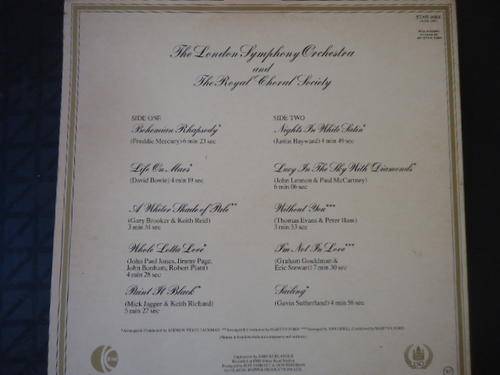 The London Symphony Orchestra
and
The Royal Choral Society
SIDE ONE
Bohemian Rhapsody*
(Freddie Mercury) 6 min 23 sec
Life On Mars*
(David Bowie) 4 min 19 sec
A Whiter Shade of Pale**
(Gary Brooker & Keith Reid)
3 min 31 sec
Whole Lotta Love*
(John Paul Jones, Jimmy Page,
John Bonham, Robert Plant)
4 min 28 sec
Paint It Black*
(Mick Jagger & Keith Richard)
5 min 27 sec
SIDE TWO
Nights In White Satin*
(Justin Hayward) 4 min 49 sec
Lucy In The Sky With Diamonds*
(John Lennon & Paul McCartney)
6 min 06 sec
Without You***
(Thomas Evans & Peter Ham)
3 min 33 sec
I'm Not In Love***
(Graham Gouldman &
Eric Stewart) 7 min 30 sec
Sailing*
(Gavin Sutherland) 4 min 56 sec